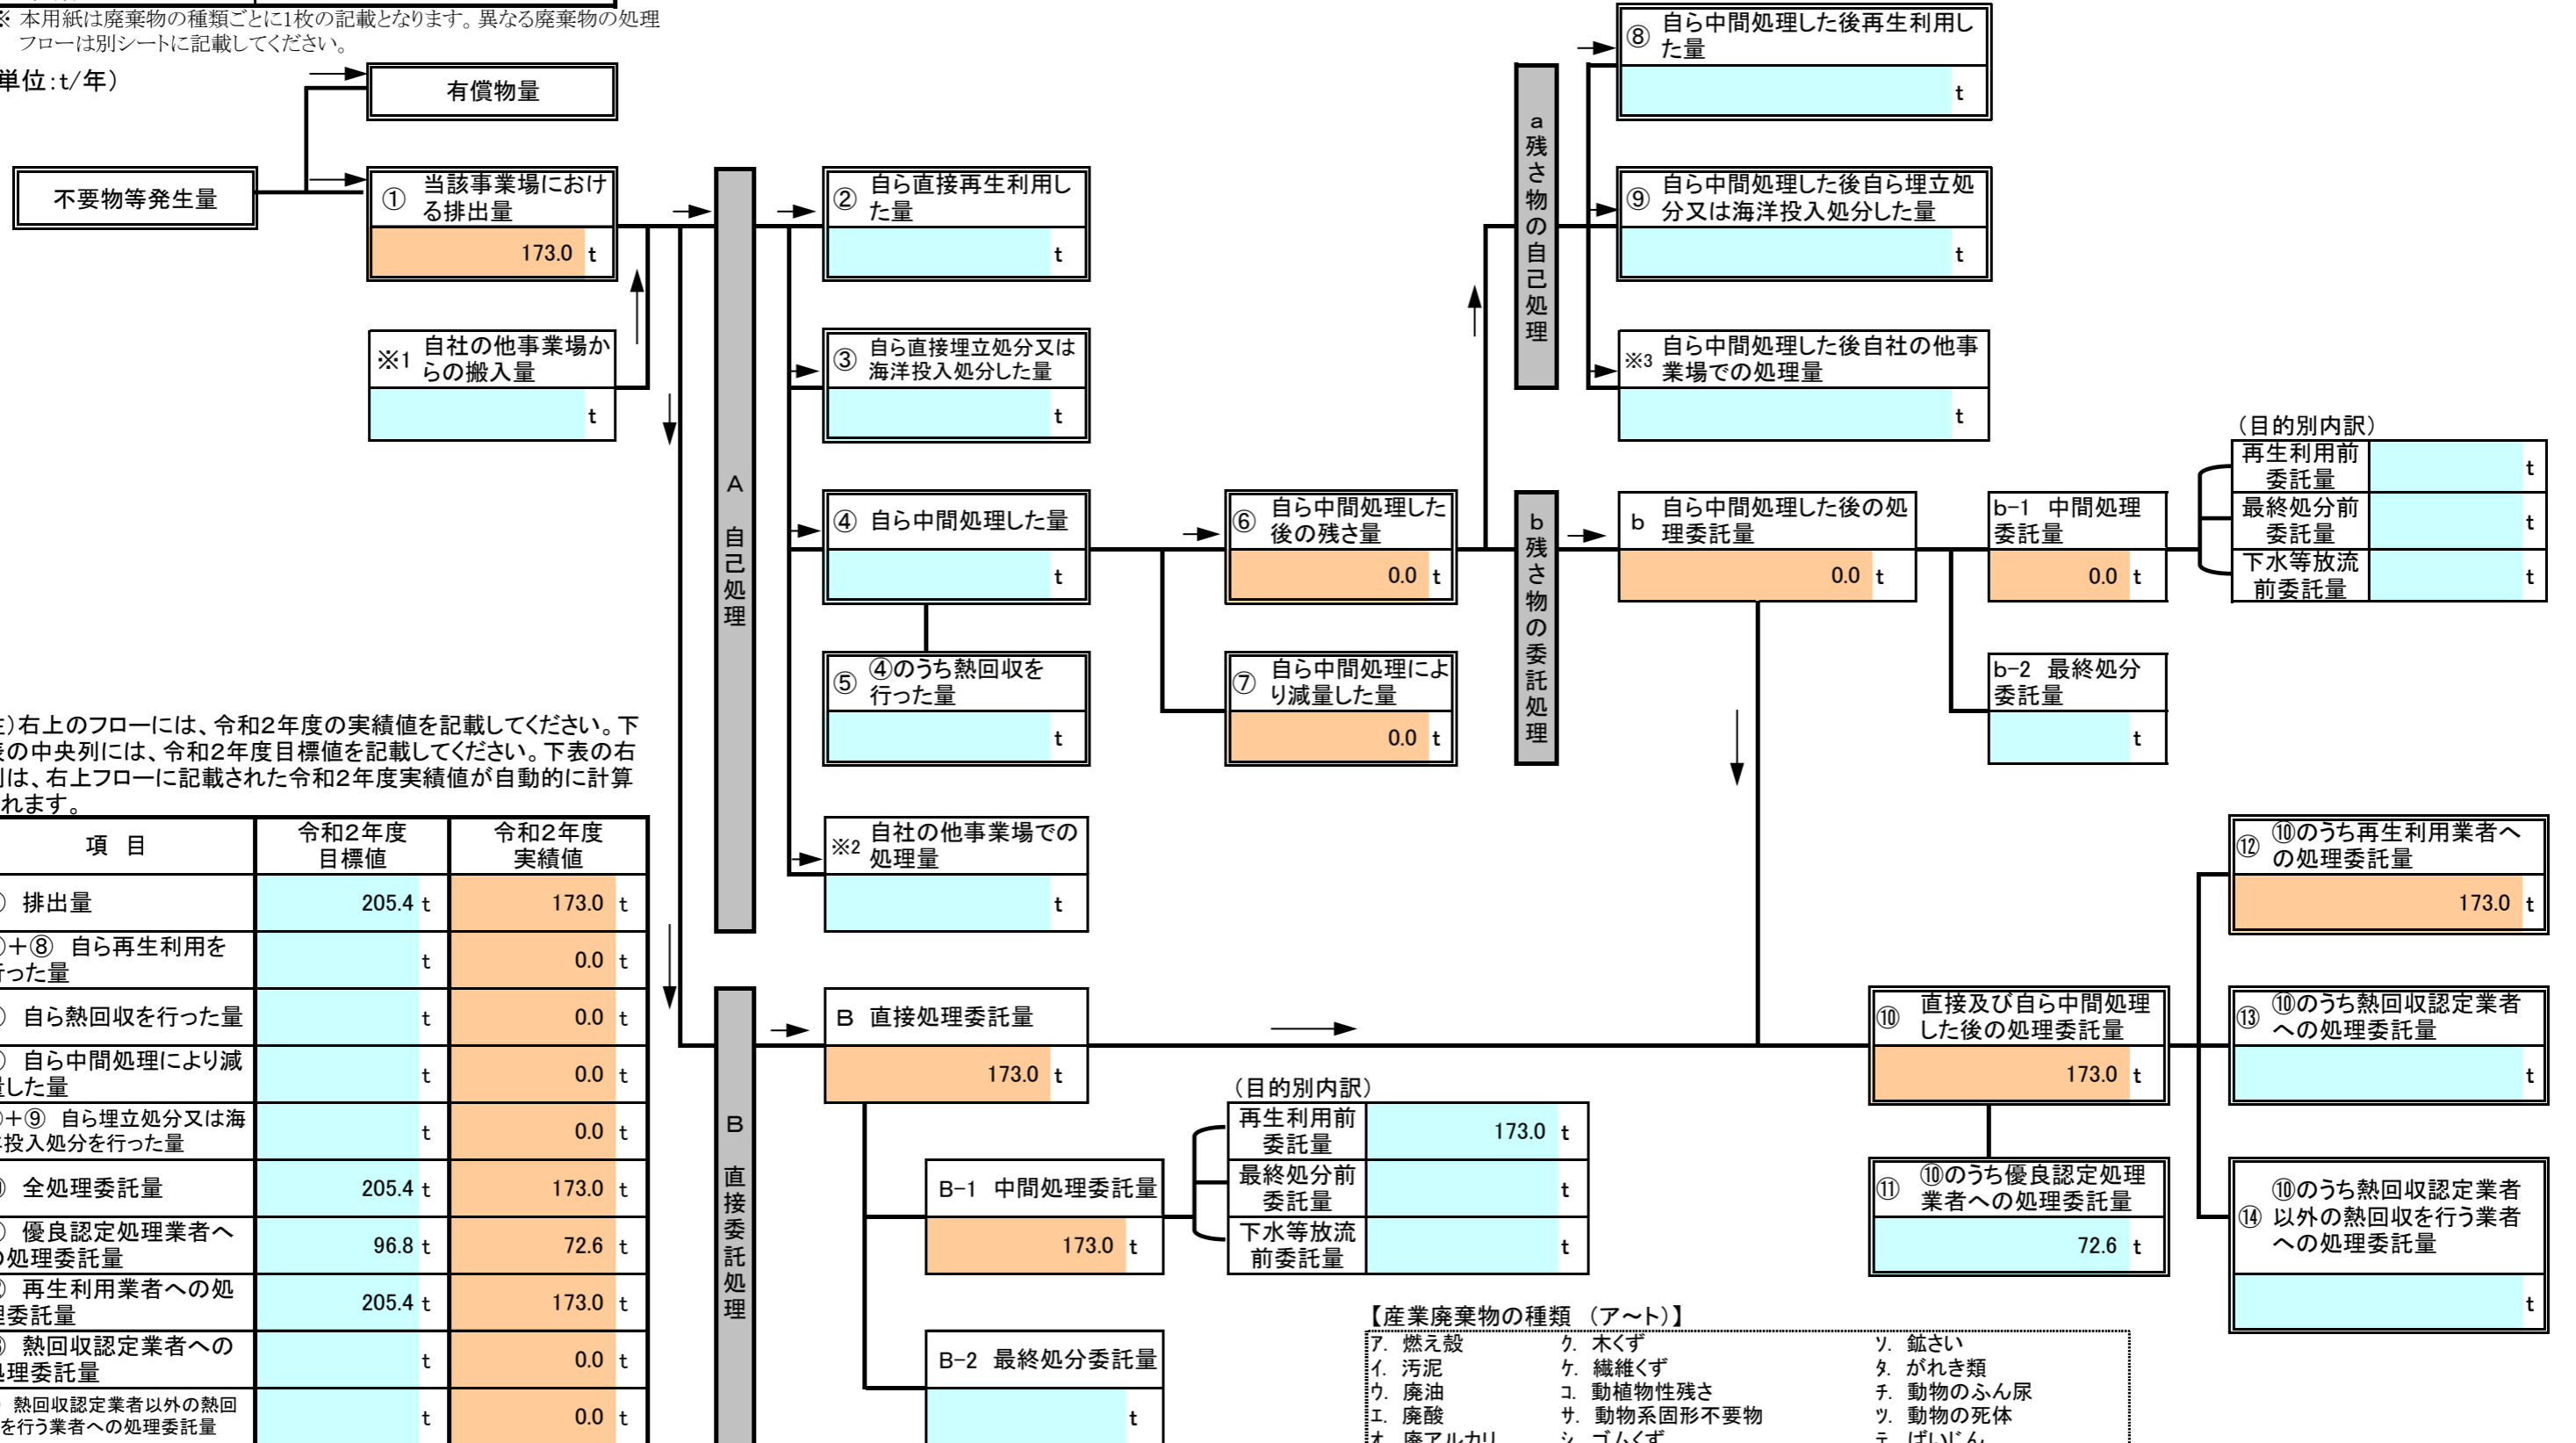 ※ 本用紙は廃棄物の種類ごとに1枚の記載となります。異なる廃棄物の処理
フローは別シートに記載してください。
単位:t/年)
有償物量
不要物等発生量
① 当該事業場におけ
る排出量
173.0 t
※1 自社の他事業場か
らの搬入量
t
A 自己処理
② 自ら直接再生利用し
た量
t
③ 自ら直接埋立処分又は
海洋投入処分した量
t
④ 自ら中間処理した量
t
⑤ ④のうち熱回収を
行った量
t
※2 自社の他事業場での
処理量
t
⑥ 自ら中間処理した
後の残さ量
0.0 t
⑦ 自ら中間処理によ
り減量した量
0.0 t
a残さ物の自己処理
⑧ 自ら中間処理した後再生利用し
た量
t
⑨ 自ら中間処理した後自ら埋立処
分又は海洋投入処分した量
t
※3 自ら中間処理した後自社の他事
業場での処理量
t
b残さ物の委託処理
b 自ら中間処理した後の処
理委託量
0.0 t
b-1 中間処理
委託量
0.0 t
b-2 最終処分
委託量
t
(目的別内訳)
再生利用前
委託量 t
最終処分前
委託量 t
下水等放流
前委託量 t
)右上のフローには、令和2年度の実績値を記載してください。下
表の中央列には、令和2年度目標値を記載してください。下表の右
列は、右上フローに記載された令和2年度実績値が自動的に計算
れます。
項 目 令和2年度
目標値 令和2年度
実績値
) 排出量 205.4 t 173.0 t
)+⑧ 自ら再生利用を
行った量 t 0.0 t
) 自ら熱回収を行った量 t 0.0 t
) 自ら中間処理により減
量した量 t 0.0 t
)+⑨ 自ら埋立処分又は海
洋投入処分を行った量 t 0.0 t
全処理委託量 205.4 t 173.0 t
優良認定処理業者へ
の処理委託量 96.8 t 72.6 t
再生利用業者への処
理委託量 205.4 t 173.0 t
熱回収認定業者への
処理委託量 t 0.0 t
熱回収認定業者以外の熱回
を行う業者への処理委託量 t 0.0 t
B 直接委託処理
B 直接処理委託量
173.0 t
B-1 中間処理委託量
173.0 t
B-2 最終処分委託量
t
(目的別内訳)
再生利用前
委託量 173.0 t
最終処分前
委託量 t
下水等放流
前委託量 t
⑩ 直接及び自ら中間処理
した後の処理委託量
173.0 t
⑪ ⑩のうち優良認定処理
業者への処理委託量
72.6 t
⑫ ⑩のうち再生利用業者へ
の処理委託量
173.0 t
⑬ ⑩のうち熱回収認定業者
への処理委託量
t
⑭ ⑩のうち熱回収認定業者
以外の熱回収を行う業者
への処理委託量
t
【産業廃棄物の種類 (ア~ト)】
ア. 燃え殻 ク. 木くず ソ. 鉱さい
イ. 汚泥 ケ. 繊維くず タ. がれき類
ウ. 廃油 コ. 動植物性残さ チ. 動物のふん尿
エ. 廃酸 サ. 動物系固形不要物 ツ. 動物の死体
オ. 廃アルカリ シ. ゴムくず テ. ばいじん